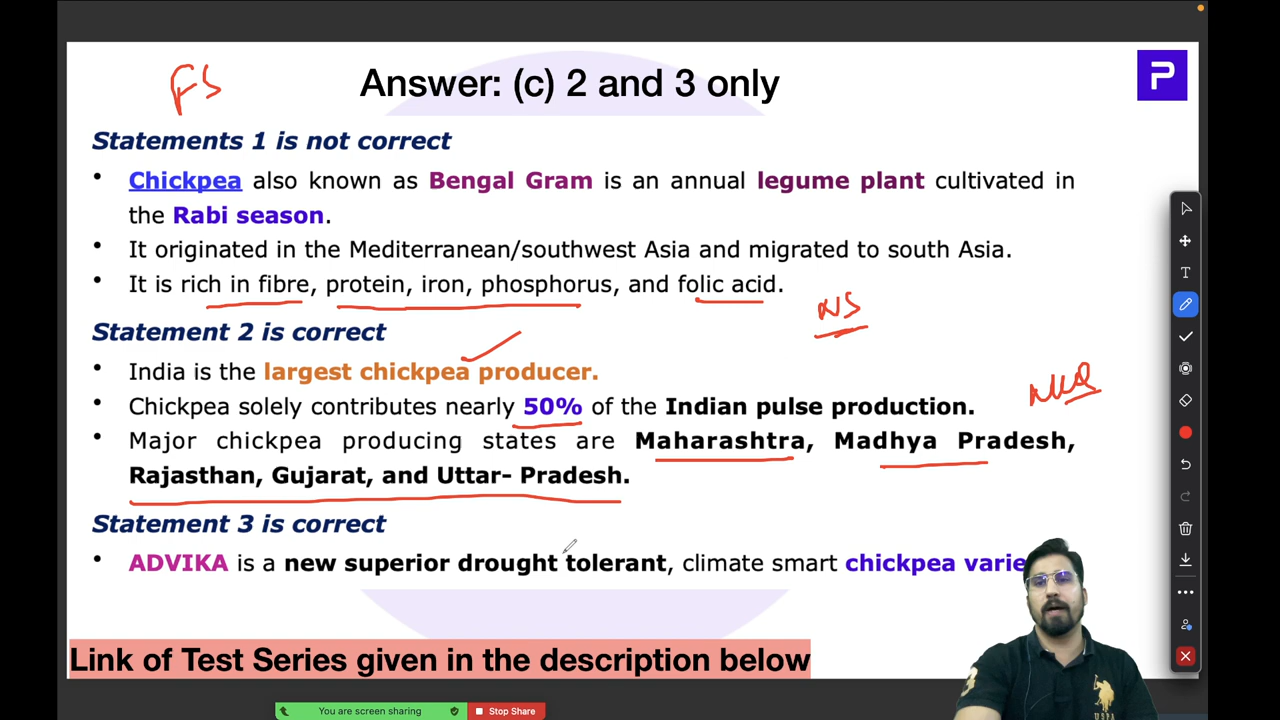 FS
Answer: (c) 2 and 3 only
P
Statements 1 is not correct
• Chickpea also known as Bengal Gram is an annual legume plant cultivated in
the Rabi season.
• It originated in the Mediterranean/southwest Asia and migrated to south Asia.
• It is rich in fibre, protein, iron, phosphorus, and folic acid.
NS
Statement 2 is correct
• India is the largest chickpea producer.
• Chickpea solely contributes nearly 50% of the Indian pulse production.
• Major chickpea producing states are Maharashtra, Madhya Pradesh,
Rajasthan, Gujarat, and Uttar- Pradesh.
Statement 3 is correct
• ADVIKA is a new superior drought tolerant, climate smart chickpea varie
Link of Test Series given in the description below
You are screen sharing
Stop Share
T